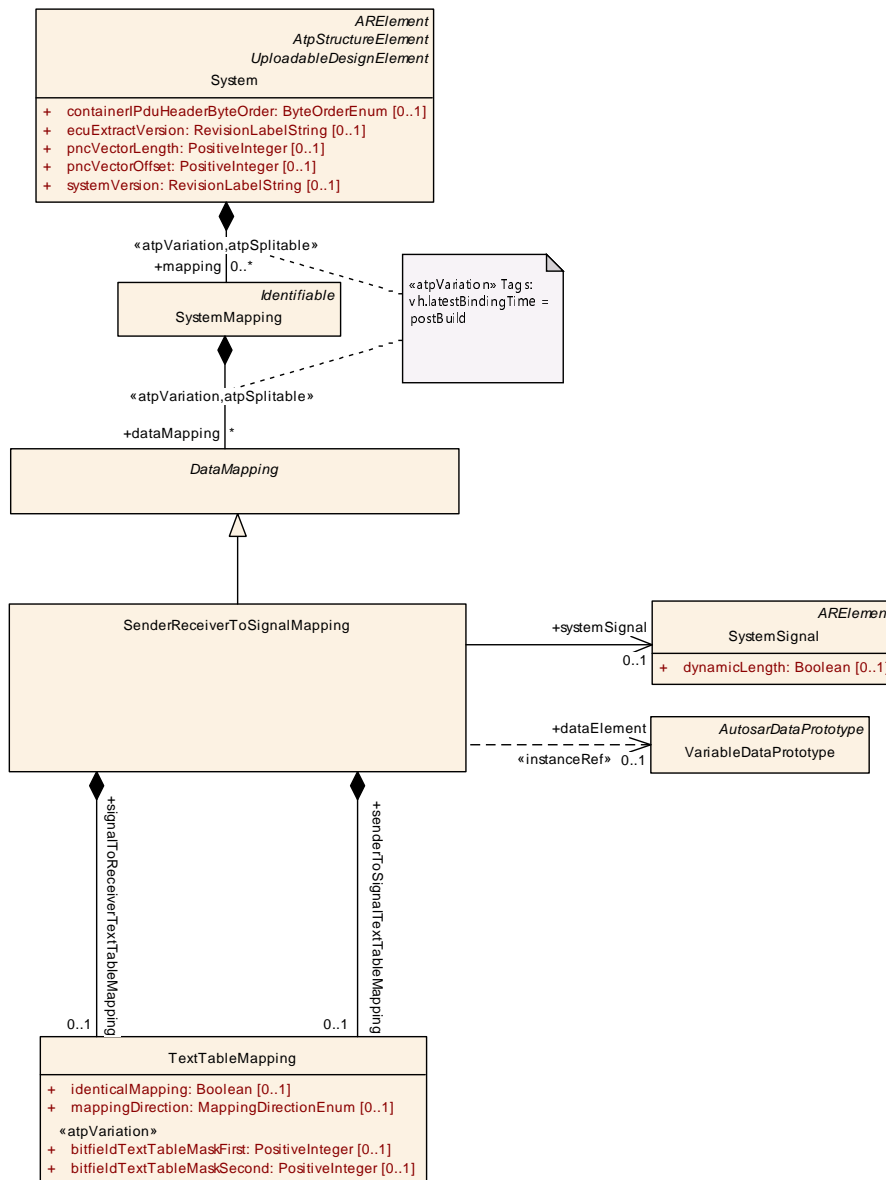 ARElement
AtpStructureElement
UploadableDesignElement
System
+ containerIPduHeaderByteOrder: ByteOrderEnum [0..1]
+ ecuExtractVersion: RevisionLabelString [0..1]
+ pncVectorLength: PositiveInteger [0..1]
+ pncVectorOffset: PositiveInteger [0..1]
+ systemVersion: RevisionLabelString [0..1]
«atpVariation,atpSplitable»
+mapping 0..*
«atpVariation» Tags:
vh.latestBindingTime =
postBuild
Identifiable
SystemMapping
«atpVariation,atpSplitable»
+dataMapping *
DataMapping
SenderReceiverToSignalMapping
+systemSignal
0..1
ARElemen
SystemSignal
+ dynamicLength: Boolean [0..1]
+dataElement
«instanceRef» 0..1
AutosarDataPrototype
VariableDataPrototype
+signalToReceiverTextTableMapping
0..1
+senderToSignalTextTableMapping
0..1
TextTableMapping
+ identicalMapping: Boolean [0..1]
+ mappingDirection: MappingDirectionEnum [0..1]
«atpVariation»
+ bitfieldTextTableMaskFirst: PositiveInteger [0..1]
+ bitfieldTextTableMaskSecond: PositiveInteger [0..1]